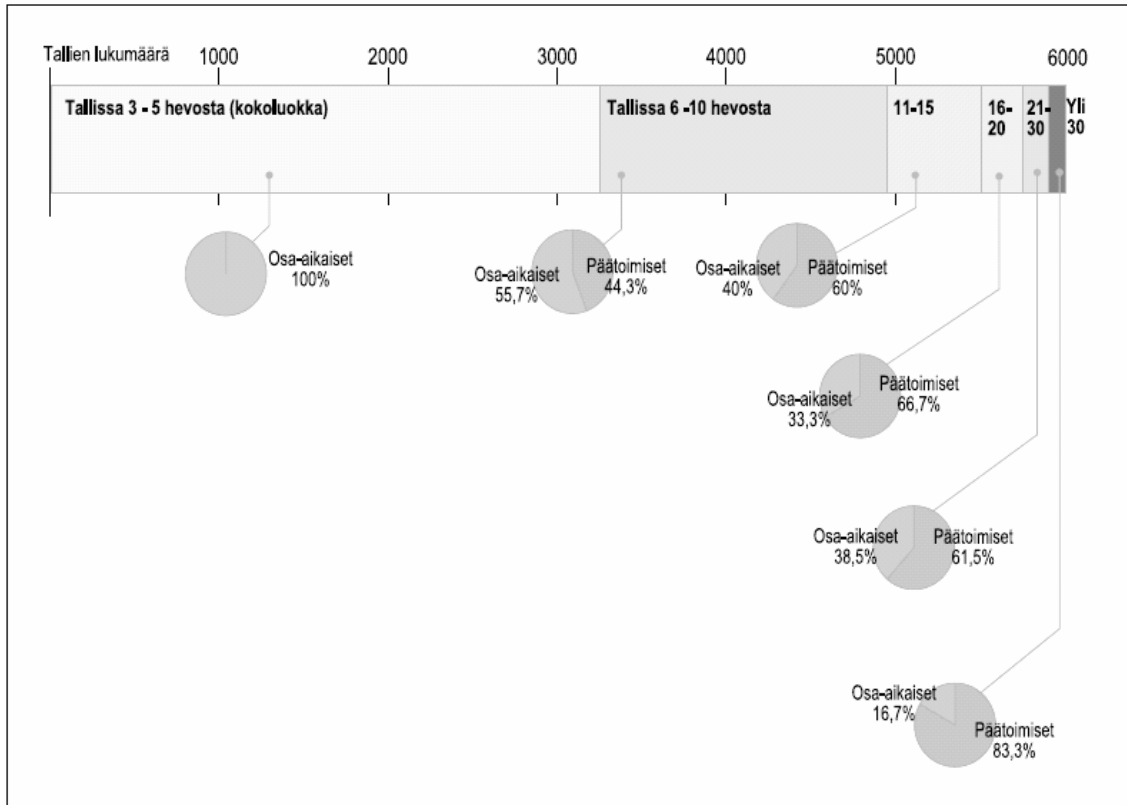 Tallien lukumäärä 1000 2000 3000 4000 5000 6000
Tallissa 3 - 5 hevosta (kokoluokka) Tallissa 6 -10 hevosta 11-15 16- 21- Yli
20 30 30
Osa-aikaiset
100%
Osa-aikaiset
55,7%
Päätoimiset
44,3%
Osa-aikaiset
40%
Päätoimiset
60%
Osa-aikaiset
33,3%
Päätoimiset
66,7%
Osa-aikaiset
38,5%
Päätoimiset
61,5%
Osa-aikaiset
16,7%
Päätoimiset
83,3%